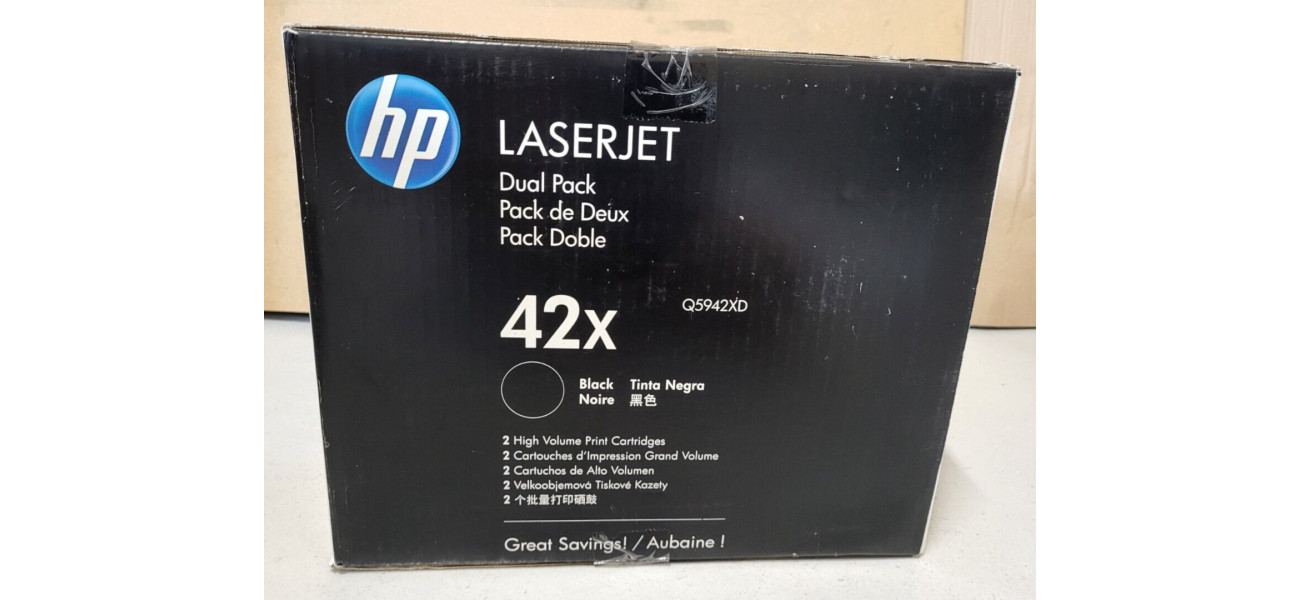 hp
LASERJET
Dual Pack
Pack de Deux
Pack Doble
42X
Q5942XD
Black Tinta Negra
Noire 黑色
2 High Volume Print Cartridges
2 Cartouches d'Impression Grand Volume
2 Cartuchos de Alto Volumen
2 Velkoobjemová Tiskové Kazety
2 个批量打印硒鼓
Great Savings! / Aubaine !